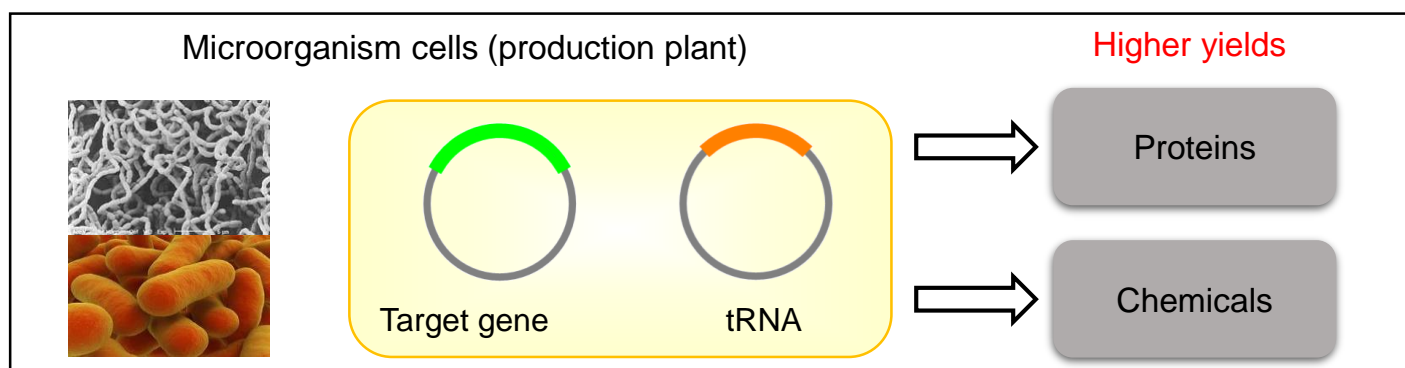 Microorganism cells (production plant)
Higher yields
Proteins
Target gene
tRNA
Chemicals